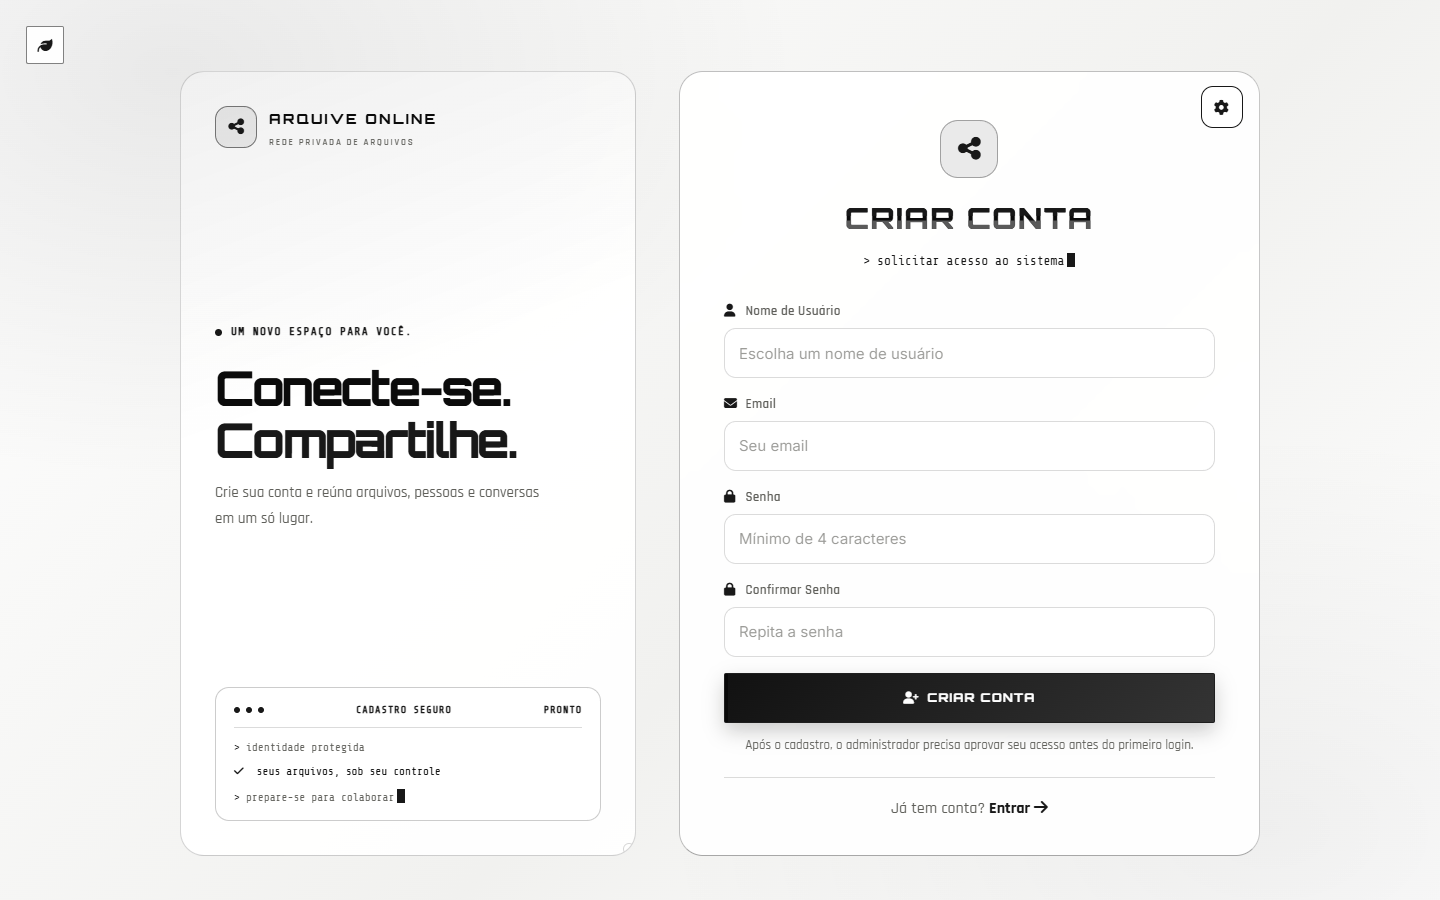 ARQUIVE ONLINE
REDE PRIVADA DE ARQUIVOS
UM NOVO ESPAÇO PARA VOCÊ.
Conecte-se.
Compartilhe.
Crie sua conta e reúna arquivos, pessoas e conversas
em um só lugar.
CADASTRO SEGURO PRONTO
> identidade protegida
seus arquivos, sob seu controle
> prepare-se para colaborar
CRIAR CONTA
> solicitar acesso ao sistema
Nome de Usuário
Escolha um nome de usuário
Email
Seu email
Senha
Mínimo de 4 caracteres
Confirmar Senha
Repita a senha
CRIAR CONTA
Após o cadastro, o administrador precisa aprovar seu acesso antes do primeiro login.
Já tem conta? Entrar